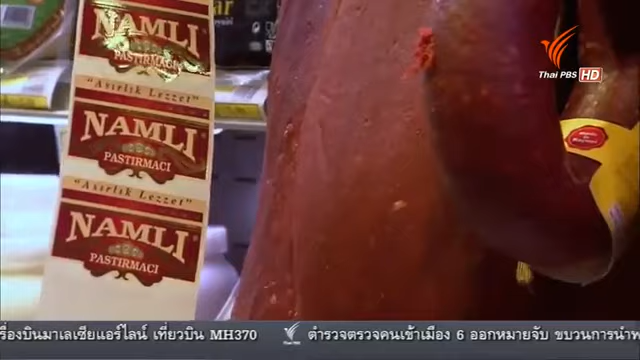 NAMLI
PASTIRMACI
"Asırlık Lezzet"
NAMLI
PASTIRMACI
"Asırlık Lezzet"
NAMLI
PASTIRMACI
Thai PBS HD
รื่องบินมาเลเซียแอร์ไลน์ เที่ยวบิน MH370
Thai PBS
ตำรวจตรวจคนเข้าเมือง 6 ออกหมายจับ ขบวนการนำพ